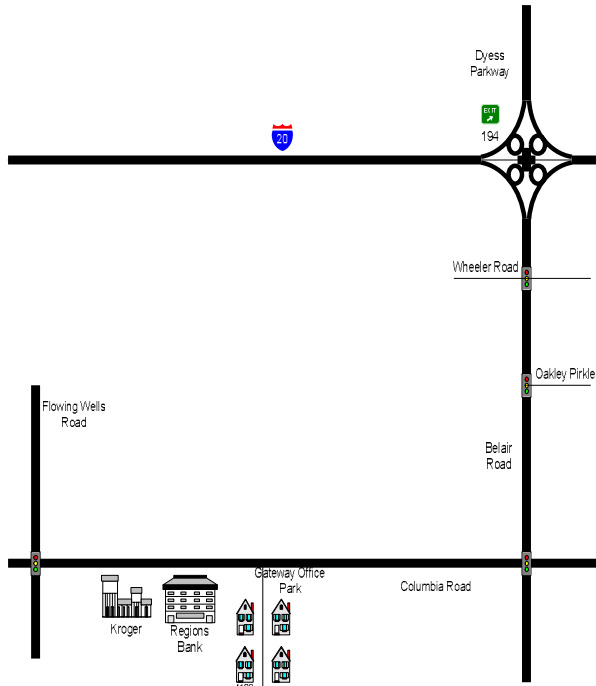 Dyess
Parkway
EXIT
194
20
Wheeler Road
Oakley Pirkle
Flowing Wells
Road
Belair
Road
Gateway Office
Park
Columbia Road
Kroger
Regions
Bank